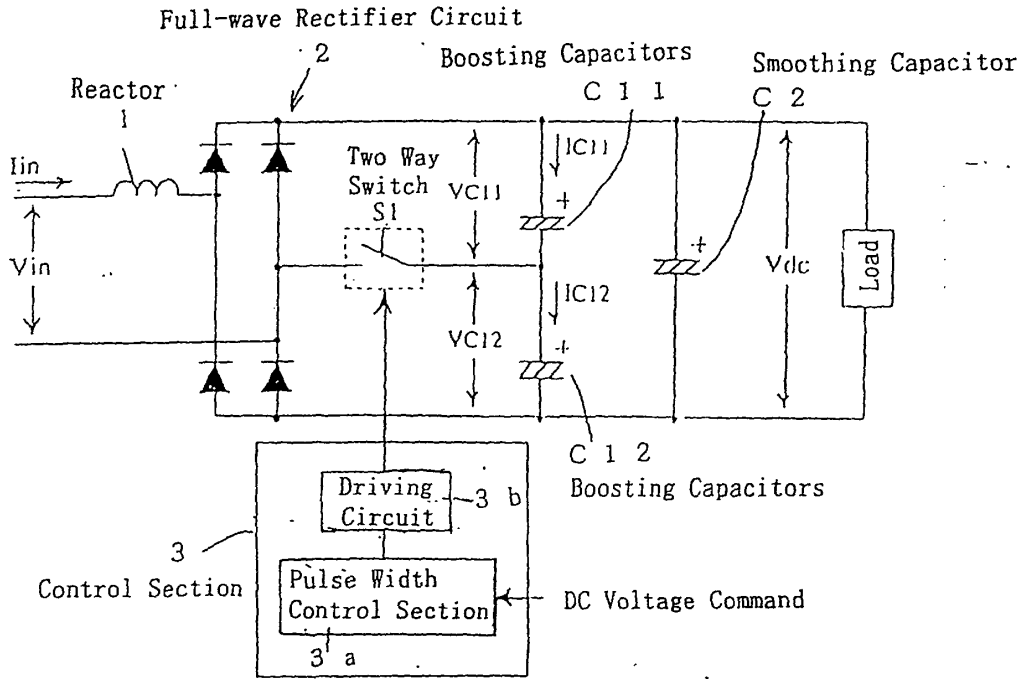 Full-wave Rectifier Circuit
2
Boosting Capacitors
C 1 1
Smoothing Capacitor
C 2
Reactor
1
Iin
Two Way
Switch
S1
VC11
IC11
+
Vin
+
Vdc
Load
VC12
IC12
+
C 1 2
Boosting Capacitors
Driving
Circuit
3 b
3
Control Section
Pulse Width
Control Section
DC Voltage Command
3 a